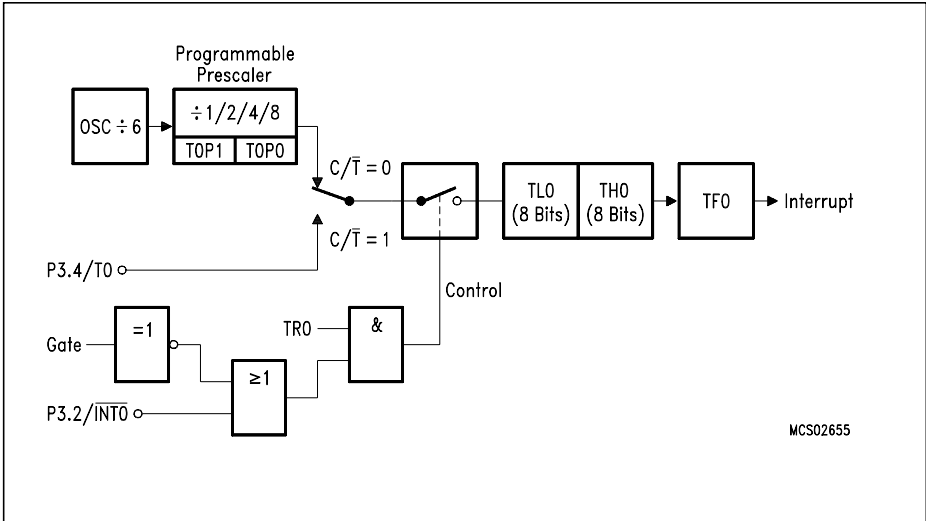 Programmable
Prescaler
OSC ÷ 6
÷ 1/2/4/8
T0P1
T0P0
C/T̅ = 0
C/T̅ = 1
TL0
(8 Bits)
TH0
(8 Bits)
TF0
Interrupt
P3.4/T0
Control
TR0
&
=1
Gate
≥1
P3.2/I̅N̅T̅0̅
MCS02655